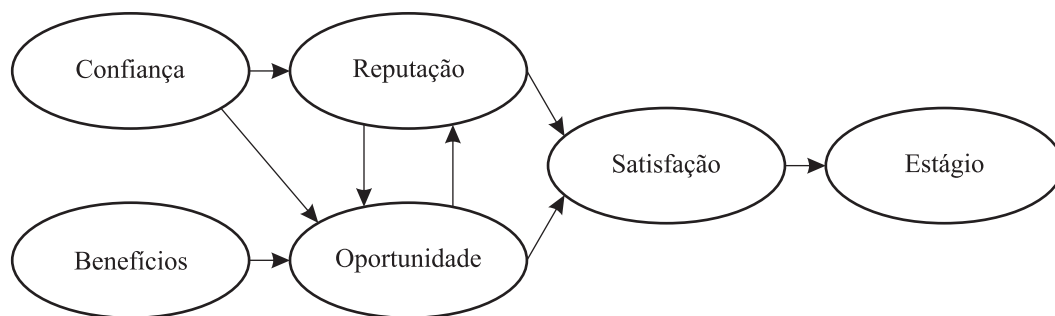 Confiança
Reputação
Satisfação
Estágio
Benefícios
Oportunidade